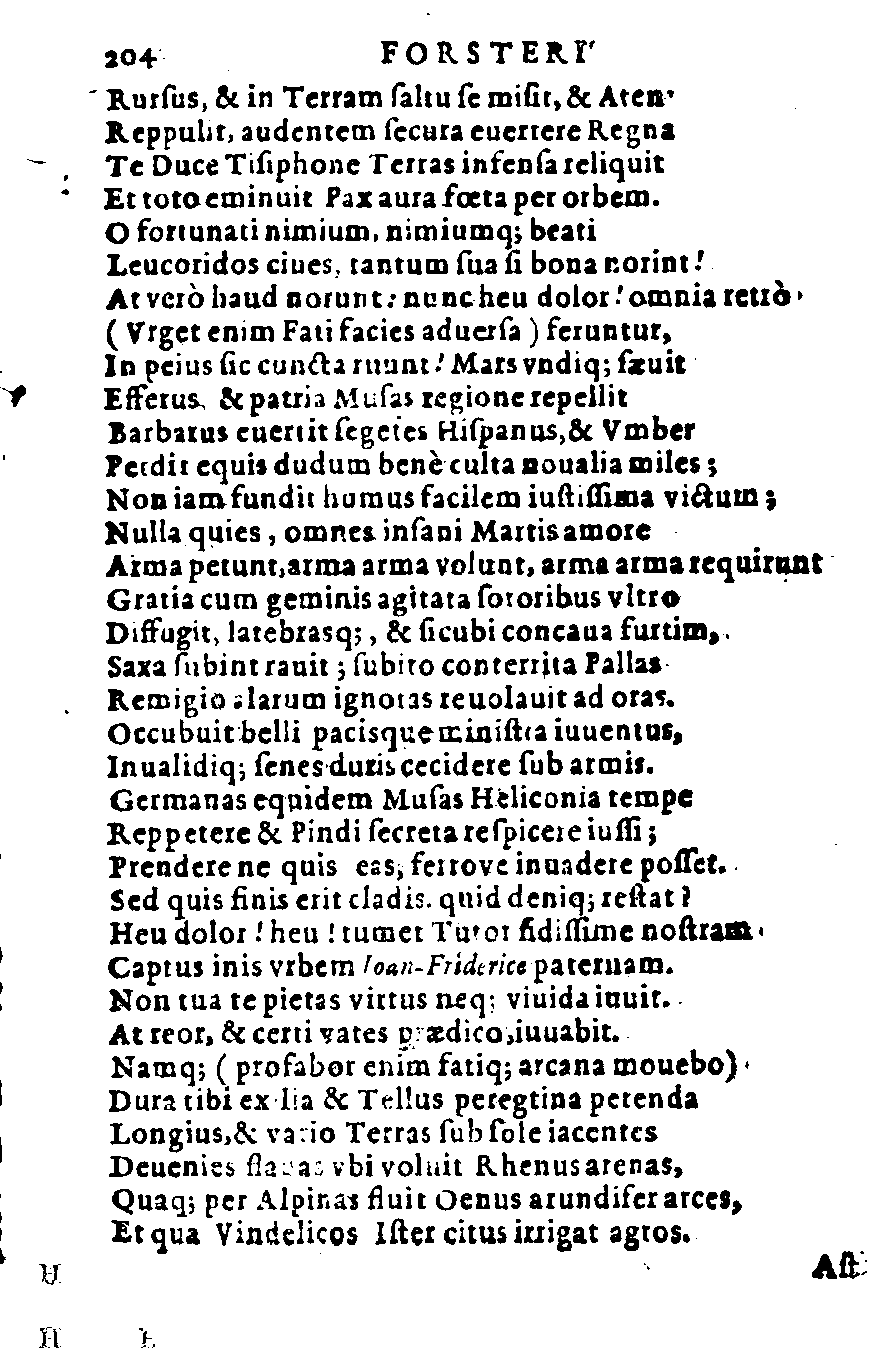 204 FORSTERI
Rurſus, & in Terram ſaltu ſe miſit, & Aten
Reppulit, audentem ſecura euertere Regna
Te Duce Tiſiphone Terras infenſa reliquit
Et toto eminuit Pax aura fœta per orbem.
O fortunati nimium, nimiumq; beati
Leucoridos ciues, tantum ſua ſi bona norint!
At verò haud norunt: nunc heu dolor! omnia retrò
( Vrget enim Fati facies aduerſa ) feruntur,
In peius ſic cuncta ruunt! Mars vndiq; ſæuit
Efferus, & patria Muſas regione repellit
Barbarus euertit ſegetes Hiſpanus, & Vmber
Perdit equis dudum benè culta noualia miles;
Non iam fundit humus facilem iuſtiſſima victum;
Nulla quies, omnes inſani Martis amore
Arma petunt, arma arma volunt, arma arma requirunt
Gratia cum geminis agitata ſororibus vltro
Diffugit, latebrasq;, & ſicubi concaua furtim,
Saxa ſubintrauit; ſubito conterrita Pallas
Remigio alarum ignotas reuolauit ad oras.
Occubuit belli pacisque miniſtra iuuentus,
Inualidiq; ſenes duris cecidere ſub armis.
Germanas equidem Muſas Heliconia tempe
Reppetere & Pindi ſecreta reſpicere iuſſi;
Prendere ne quis eas, ferrove inuadere poſſet.
Sed quis finis erit cladis. quid deniq; reſtat?
Heu dolor! heu! tumet Tutor fidiſſime noſtram
Captus inis vrbem Ioan-Friderice paternam.
Non tua te pietas virtus neq; viuida iuuit.
At reor, & certi vates prædico, iuuabit.
Namq; ( profabor enim fatiq; arcana mouebo)
Dura tibi exilia & Tellus peregrina petenda
Longius, & vario Terras ſub ſole iacentes
Deuenies flauas vbi voluit Rhenus arenas,
Quaq; per Alpinas fluit Oenus arundifer arces,
Et qua Vindelicos Iſter citus irrigat agros.
Aſt